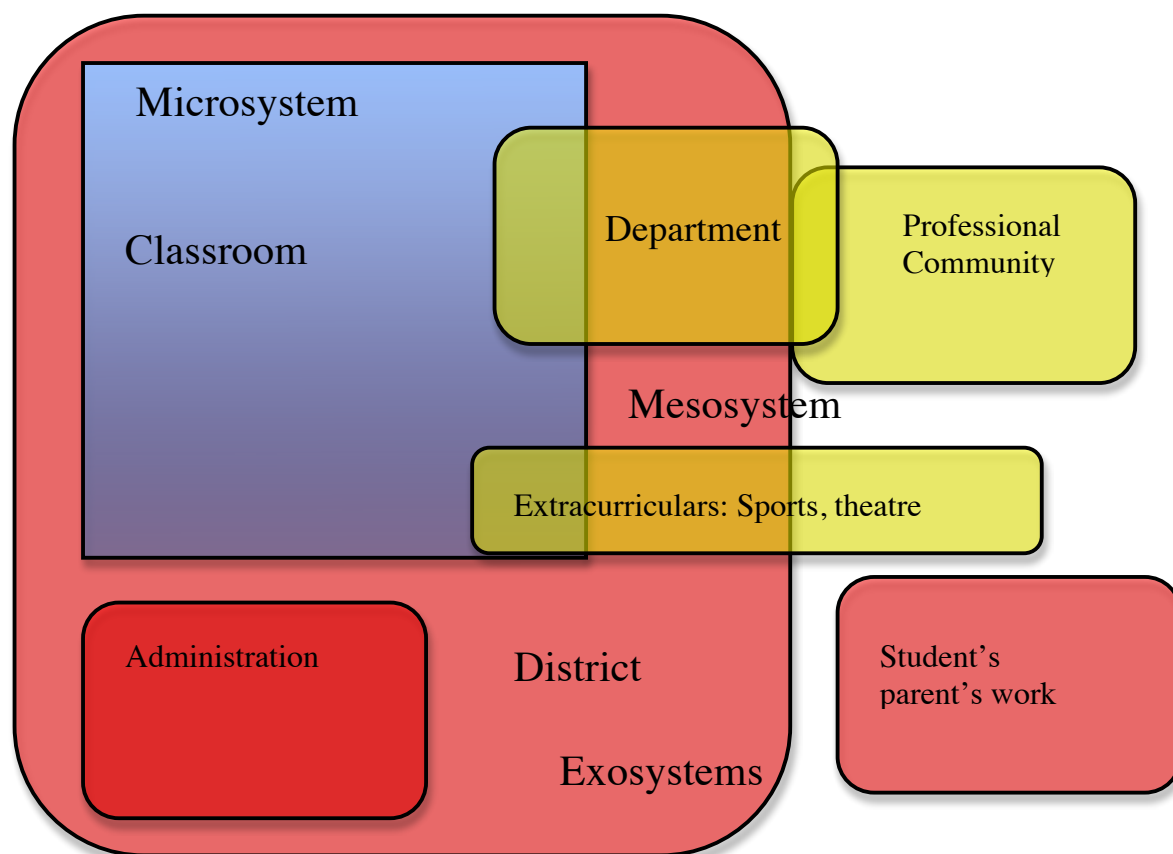 Microsystem
Classroom
Department
Professional
Community
Mesosystem
Extracurriculars: Sports, theatre
Administration
District
Student’s
parent’s work
Exosystems